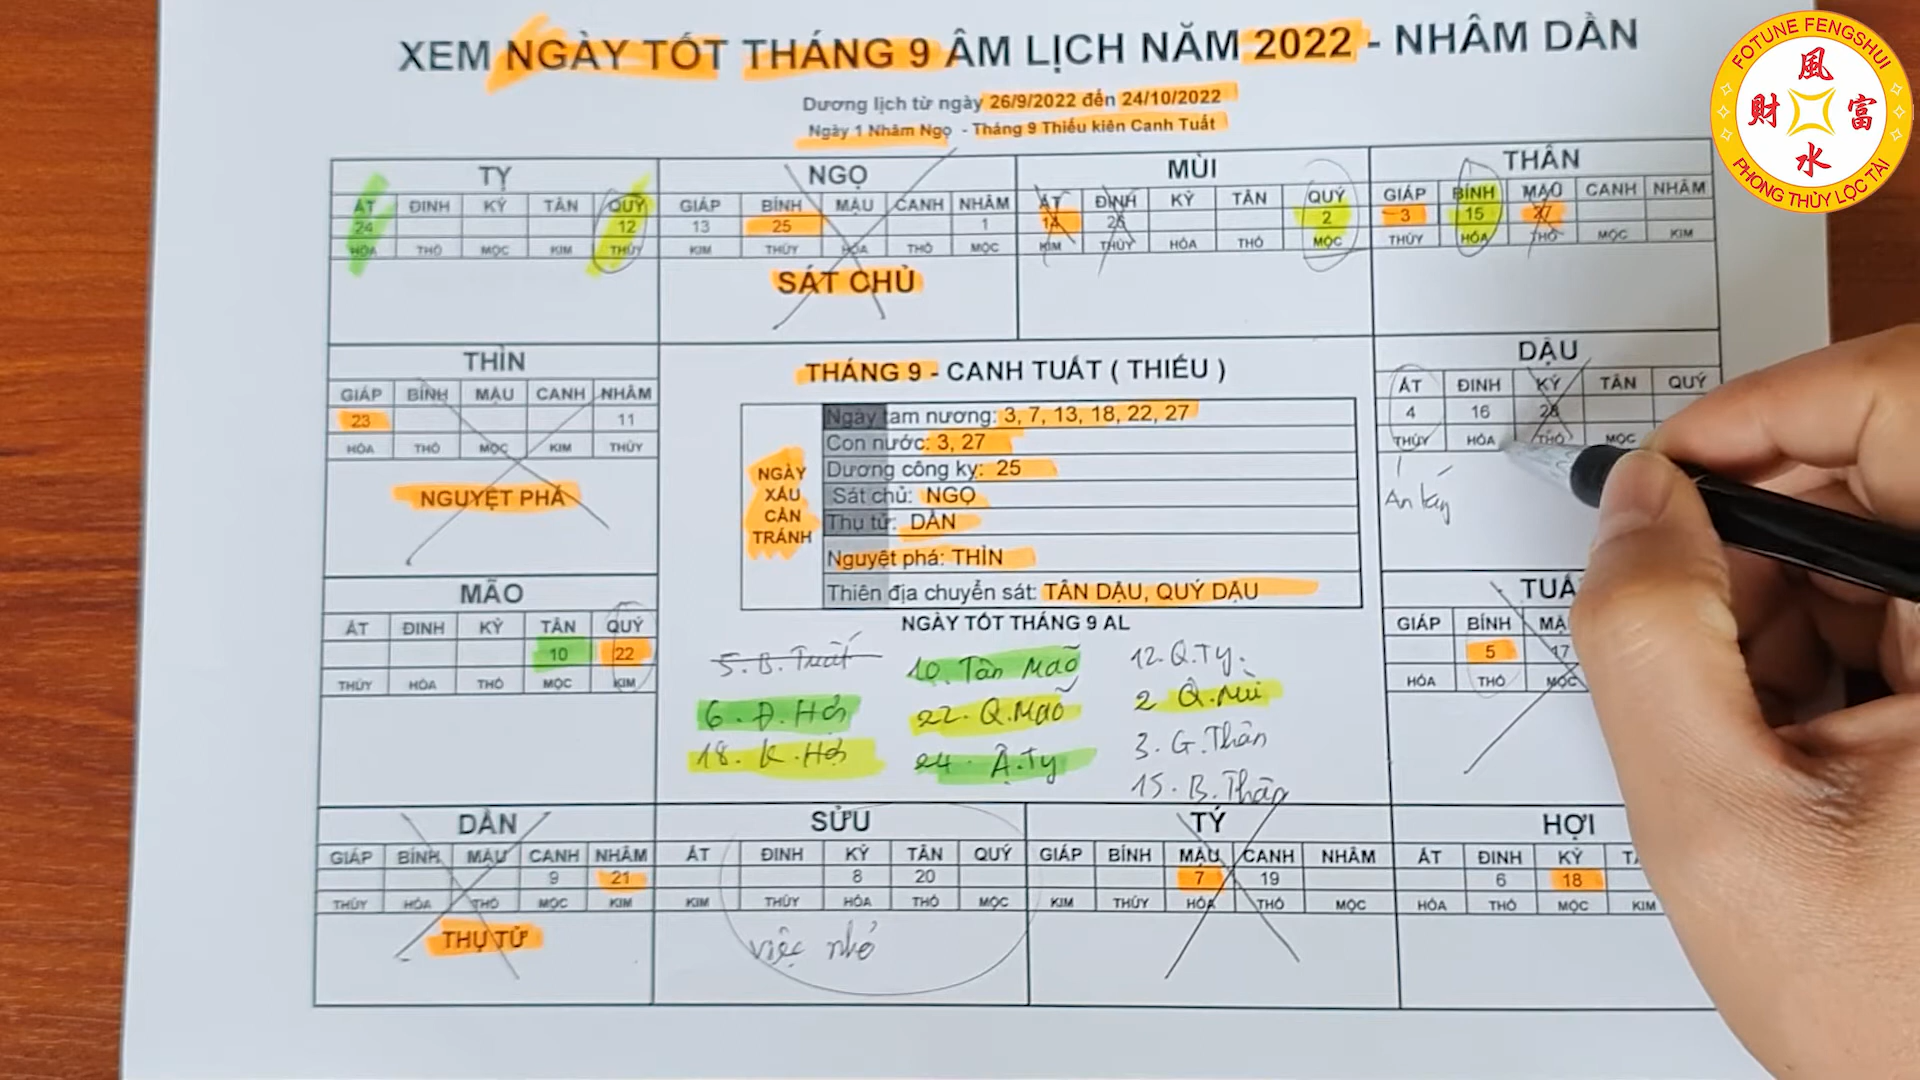 XEM NGÀY TỐT THÁNG 9 ÂM LỊCH NĂM 2022 - NHÂM DẦN
Dương lịch từ ngày 26/9/2022 đến 24/10/2022
Ngày 1 Nhâm Ngọ - Tháng 9 Thiếu kiên Canh Tuất
FOTUNE FENGSHUI
風
財 富
水
PHONG THỦY LỘC TÀI
TỴ
ẤT ĐINH KỶ TÂN QUÝ
24 12
HỎA THỔ MỘC KIM THỦY
NGỌ
GIÁP BÍNH MẬU CANH NHÂM
13 25 1
KIM THỦY HỎA THỔ MỘC
SÁT CHỦ
MÙI
ẤT ĐINH KỶ TÂN QUÝ
14 26 2
KIM THỦY HỎA THỔ MỘC
THÂN
GIÁP BÍNH MẬU CANH NHÂM
3 15 27
THỦY HỎA THỔ MỘC KIM
THÌN
GIÁP BÍNH MẬU CANH NHÂM
23 11
HỎA THỔ MỘC KIM THỦY
NGUYỆT PHÁ
THÁNG 9 - CANH TUẤT ( THIẾU )
NGÀY XẤU CẦN TRÁNH
Ngày tam nương: 3, 7, 13, 18, 22, 27
Con nước: 3, 27
Dương công kỵ: 25
Sát chủ: NGỌ
Thụ tử: DẦN
Nguyệt phá: THÌN
Thiên địa chuyển sát: TÂN DẬU, QUÝ DẬU
DẬU
ẤT ĐINH KỶ TÂN QUÝ
4 16 28
THỦY HỎA THỔ MỘC
An táng
MÃO
ẤT ĐINH KỶ TÂN QUÝ
10 22
THỦY HỎA THỔ MỘC KIM
NGÀY TỐT THÁNG 9 AL
5. B. Tuất 10. Tân Mão 12. Q. Tỵ.
6. Đ. Hợi 22. Q. Mão 2 Q. Mùi
18. K. Hợi 24. Ấ. Tỵ 3. G. Thân
15. B. Thân
TUẤ
GIÁP BÍNH MẬ
5 17
HỎA THỔ MỘC
DẦN
GIÁP BÍNH MẬU CANH NHÂM
9 21
THỦY HỎA THỔ MỘC KIM
THỤ TỬ
SỬU
ẤT ĐINH KỶ TÂN QUÝ
8 20
KIM THỦY HỎA THỔ MỘC
việc nhỏ
TÝ
GIÁP BÍNH MẬU CANH NHÂM
7 19
KIM THỦY HỎA THỔ MỘC
HỢI
ẤT ĐINH KỶ
6 18
HỎA THỔ MỘC KIM